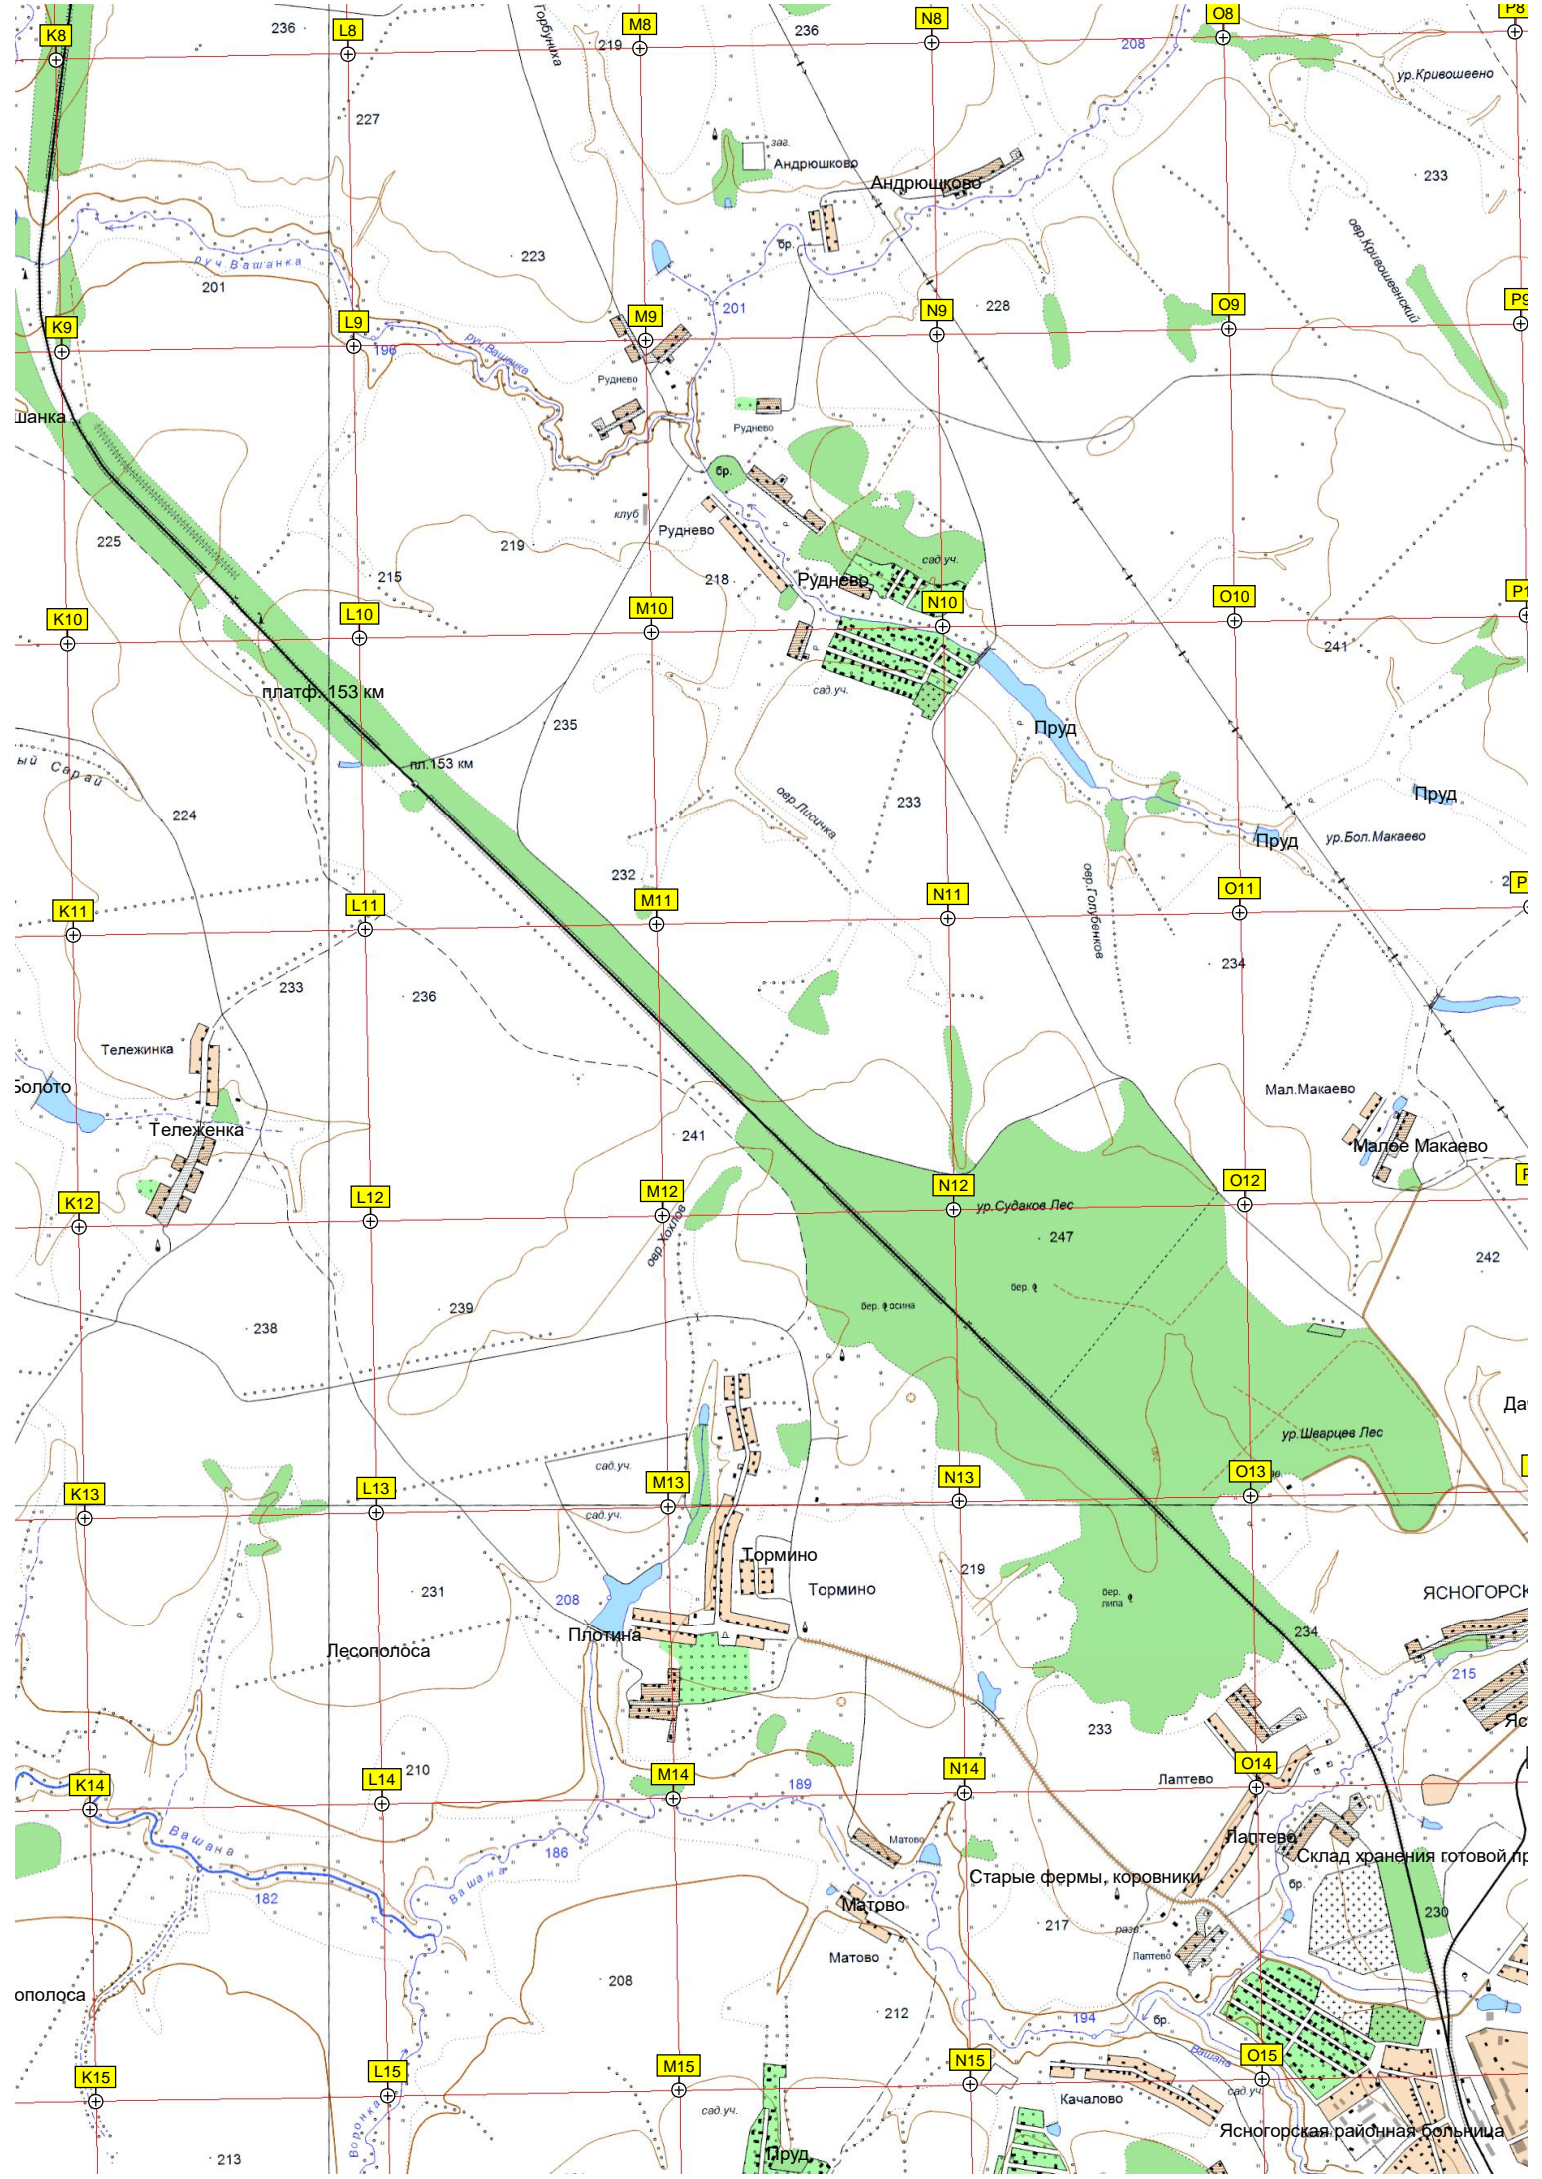 K8
L8
M8
N8
O8
P8
236
Горбуниха
219
236
208
ур.Кривошеено
227
заг.
Андрюшково
Андрюшково
233
бр.
овр.Кривошеенский
руч.Вашанка
223
201
201
228
K9
L9
M9
N9
O9
P9
196
руч.Вашанка
Руднево
шанка
Руднево
бр.
клуб
Руднево
225
219
215
218
Руднево
сад.уч.
K10
L10
M10
N10
O10
P1
241
платф. 153 км
сад.уч.
235
Пруд
ый Сарай
пл.153 км
224
овр.Лисичка
233
Пруд
Пруд
ур.Бол.Макаево
232
овр.Голубенков
K11
L11
M11
N11
O11
P
2
233
236
234
Тележинка
Болото
Тележенка
241
Мал.Макаево
Малое Макаево
K12
L12
M12
N12
O12
овр.Хохлов
ур.Судаков Лес
247
242
бер.
бер. осина
239
238
Да
ур.Шварцев Лес
сад.уч.
K13
L13
M13
N13
O13
сад.уч.
Тормино
Тормино
219
231
208
бер.
липа
ЯСНОГОРСК
Плотина
Лесополоса
234
215
Яс
233
K14
L14
M14
N14
O14
210
189
Лаптево
Вашана
186
Матово
Лаптево
Склад хранения готовой пр
182
Вашана
Старые фермы, коровники
бр.
Матово
217
разв.
230
Матово
Лаптево
ополоса
208
212
194
бр.
Вашана
K15
L15
M15
N15
O15
сад.уч.
Качалово
сад.уч.
Воронка
Ясногорская районная больница
213
Пруд